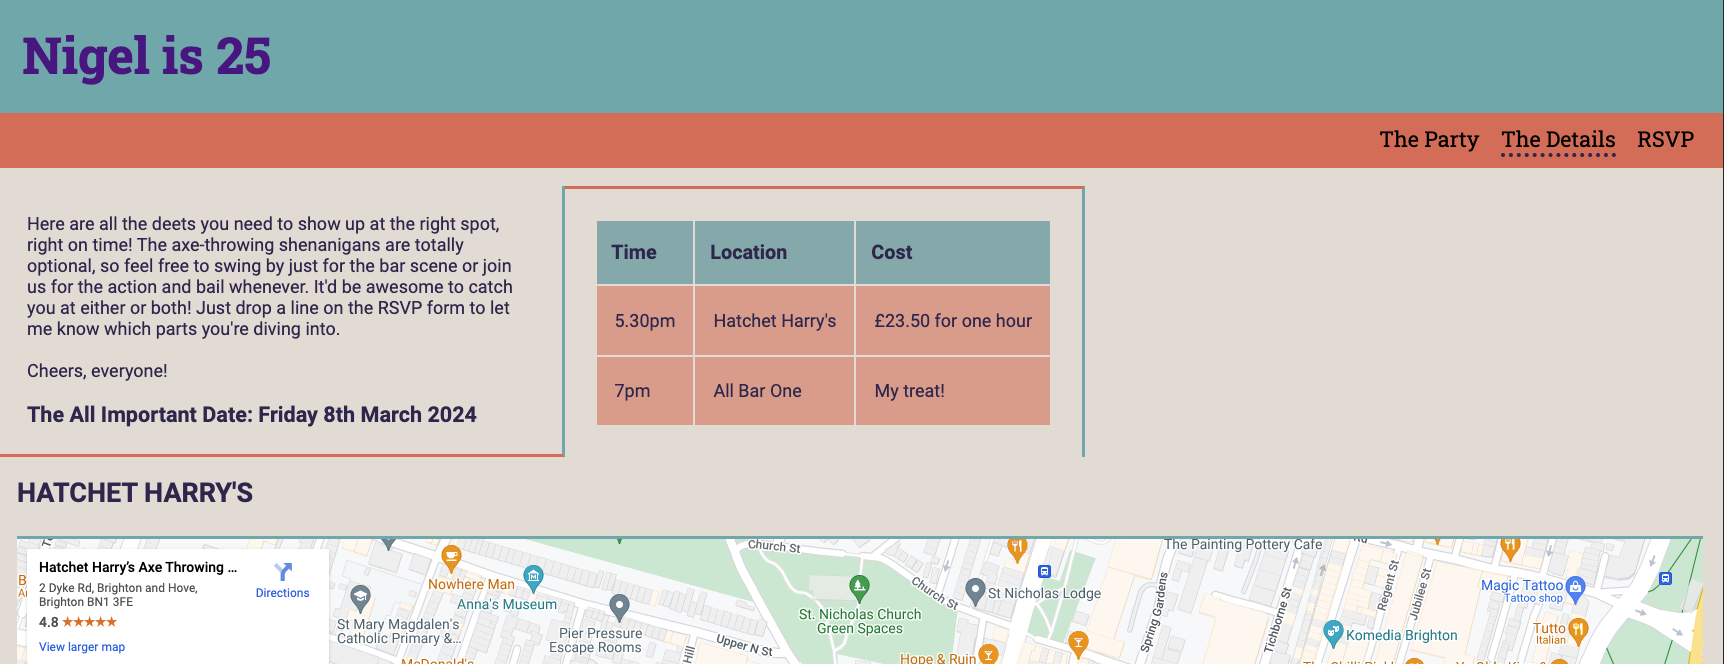 Nigel is 25
The Party The Details RSVP
Here are all the deets you need to show up at the right spot,
right on time! The axe-throwing shenanigans are totally
optional, so feel free to swing by just for the bar scene or join
us for the action and bail whenever. It'd be awesome to catch
you at either or both! Just drop a line on the RSVP form to let
me know which parts you're diving into.
Cheers, everyone!
The All Important Date: Friday 8th March 2024
Time Location Cost
5.30pm Hatchet Harry's £23.50 for one hour
7pm All Bar One My treat!
HATCHET HARRY'S
Hatchet Harry's Axe Throwing ...
2 Dyke Rd, Brighton and Hove,
Brighton BN1 3FE
4.8
View larger map
Directions
Nowhere Man
Anna's Museum
St Mary Magdalen's
Catholic Primary &...
McDonald's
Pier Pressure
Escape Rooms
Upper N St
Hill
Church St
St. Nicholas Church
Green Spaces
Church St
St Nicholas Lodge
Hope & Ruin
The Painting Pottery Cafe
Spring Gardens
Tichborne St
Regent St
Jubilee St
Komedia Brighton
Magic Tattoo
Tattoo shop
Tutto
Italian